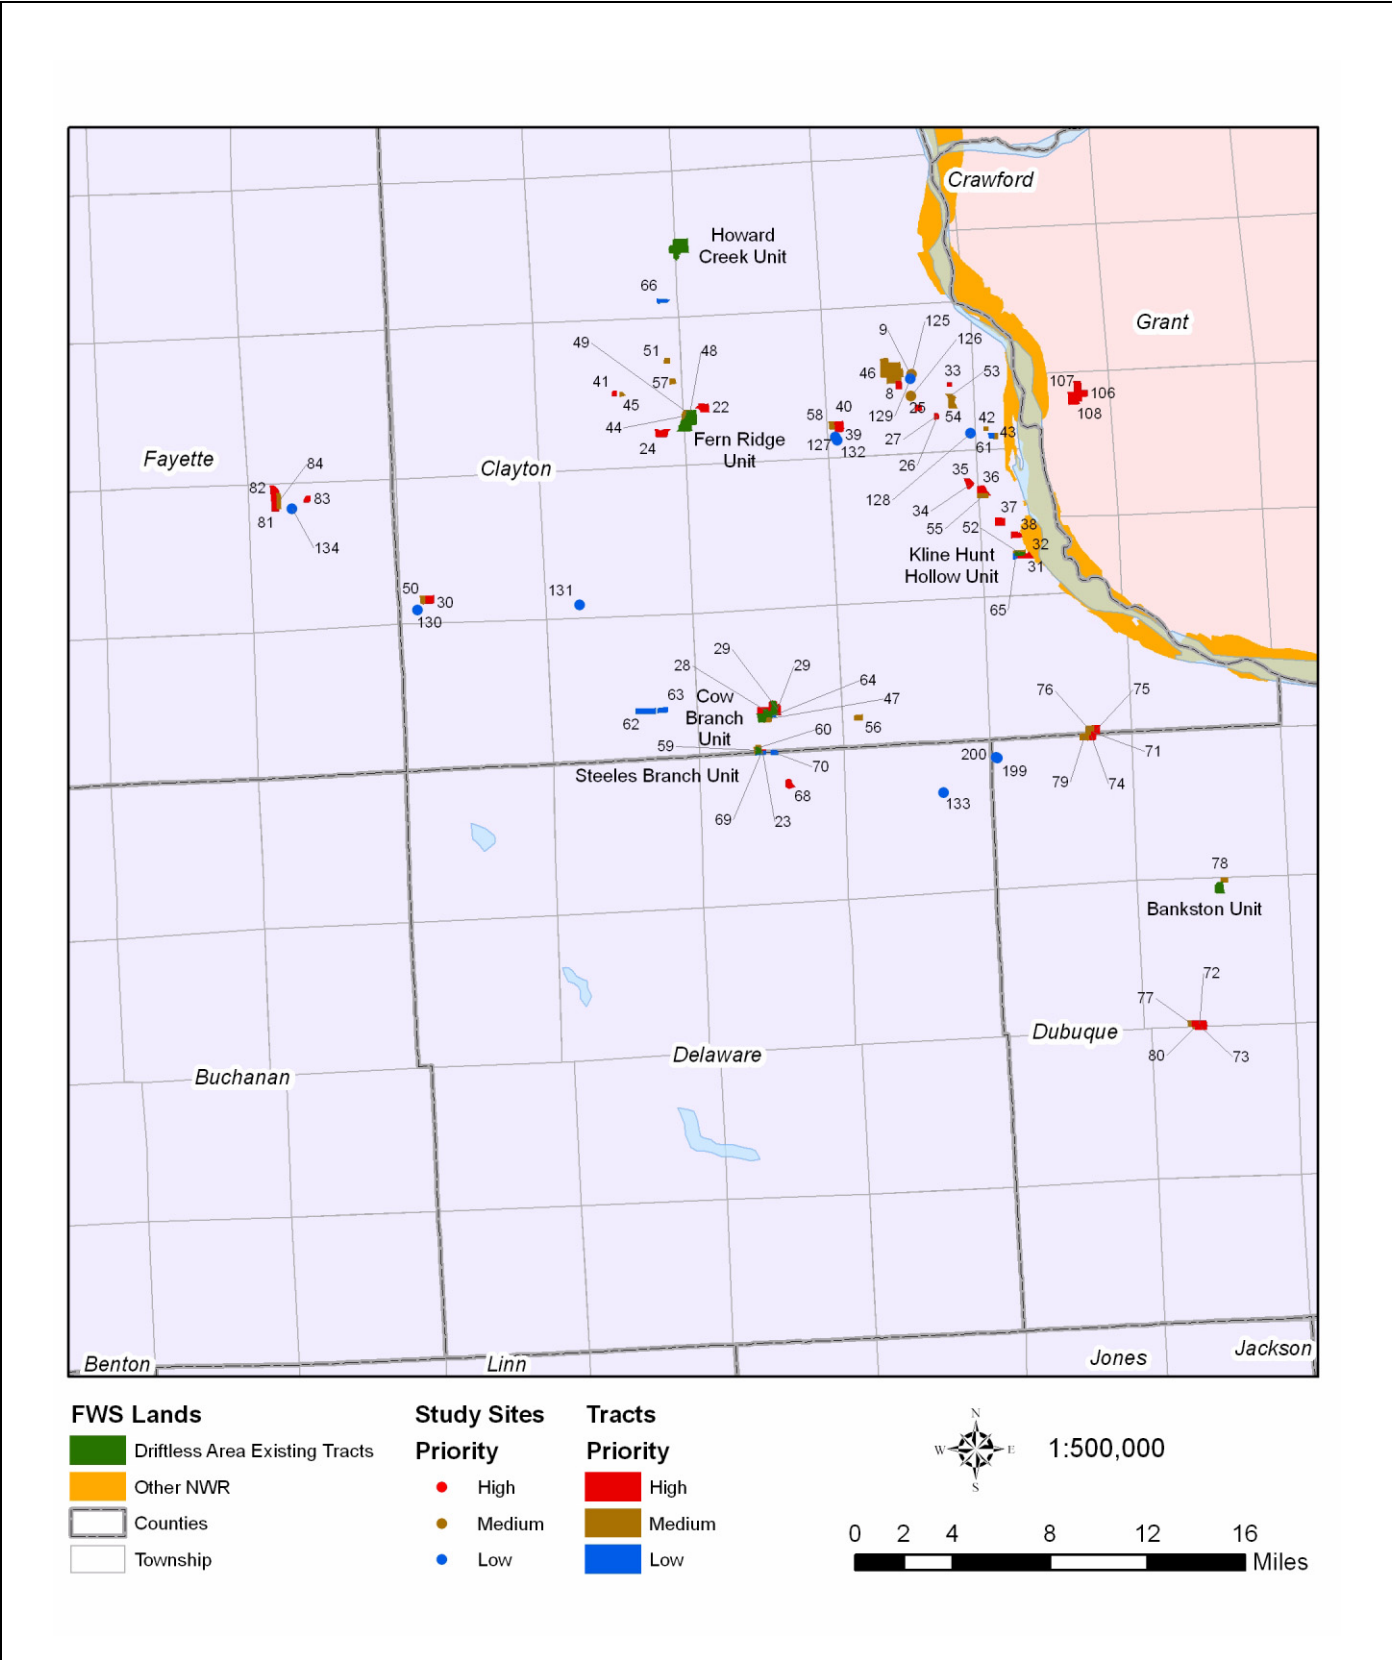 Crawford
Howard
Creek Unit
66
Grant
125
9
126
49
51
48
46
33
53
107
106
108
57
41
45
8
22
44
25
129
54
58
40
42
43
27
39
61
24
Fern Ridge
Unit
127
132
26
Fayette
84
Clayton
35
36
128
82
83
34
37
81
55
52
38
134
32
Kline Hunt
Hollow Unit
31
50
131
30
65
130
29
28
29
64
76
75
63
Cow
Branch
Unit
47
62
56
60
59
71
200
70
Steeles Branch Unit
199
79
74
68
133
69
23
78
Bankston Unit
72
77
Dubuque
80
73
Delaware
Buchanan
Benton
Linn
Jones
Jackson
FWS Lands
Driftless Area Existing Tracts
Other NWR
Counties
Township
Study Sites
Priority
High
Medium
Low
Tracts
Priority
High
Medium
Low
N
W E
S
1:500,000
0 2 4 8 12 16
Miles